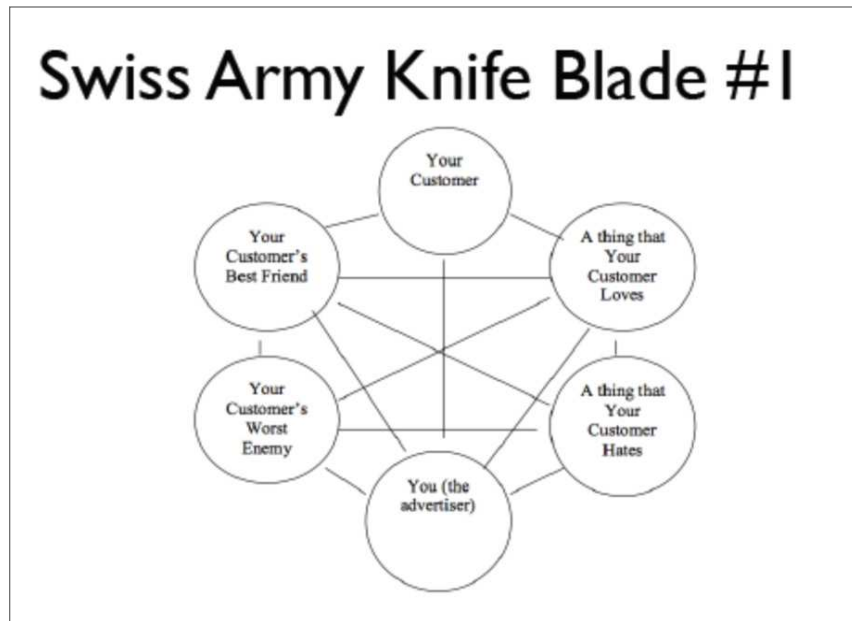 Swiss Army Knife Blade #1
Your
Customer
Your
Customer's
Best Friend
A thing that
Your
Customer
Loves
Your
Customer's
Worst
Enemy
A thing that
Your
Customer
Hates
You (the
advertiser)